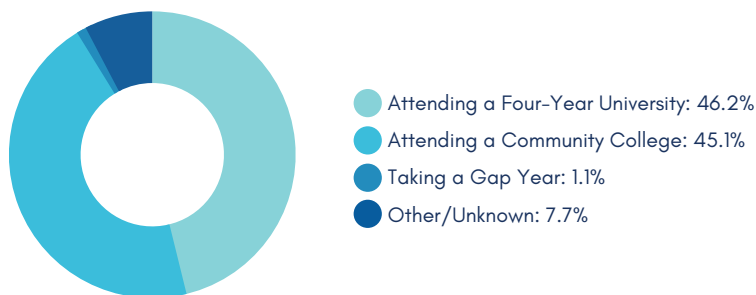 Attending a Four-Year University: 46.2%
Attending a Community College: 45.1%
Taking a Gap Year: 1.1%
Other/Unknown: 7.7%